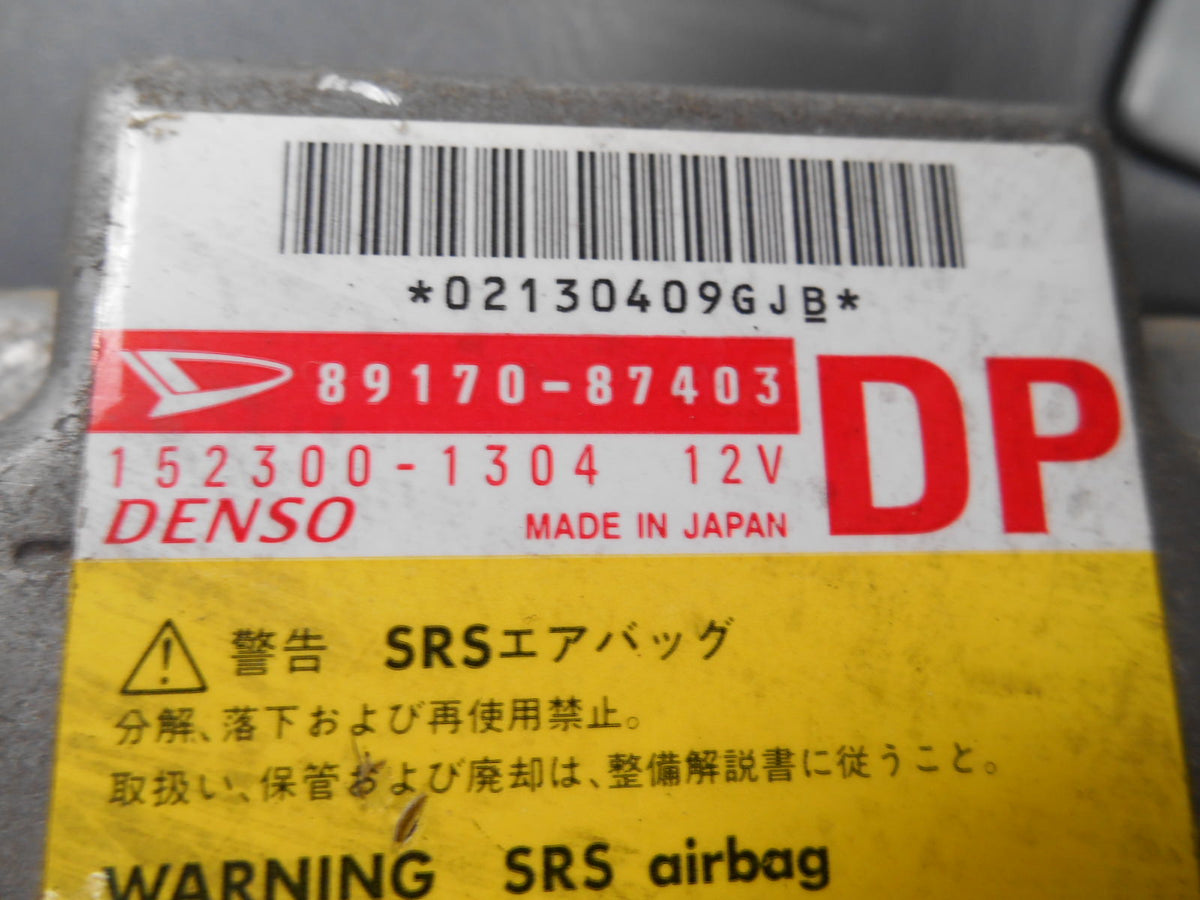 *02130409GJB*
89170-87403
DP
152300-1304 12V
DENSO MADE IN JAPAN
警告 SRSエアバッグ
分解、落下および再使用禁止。
取扱い、保管および廃却は、整備解説書に従うこと。
WARNING SRS airbag